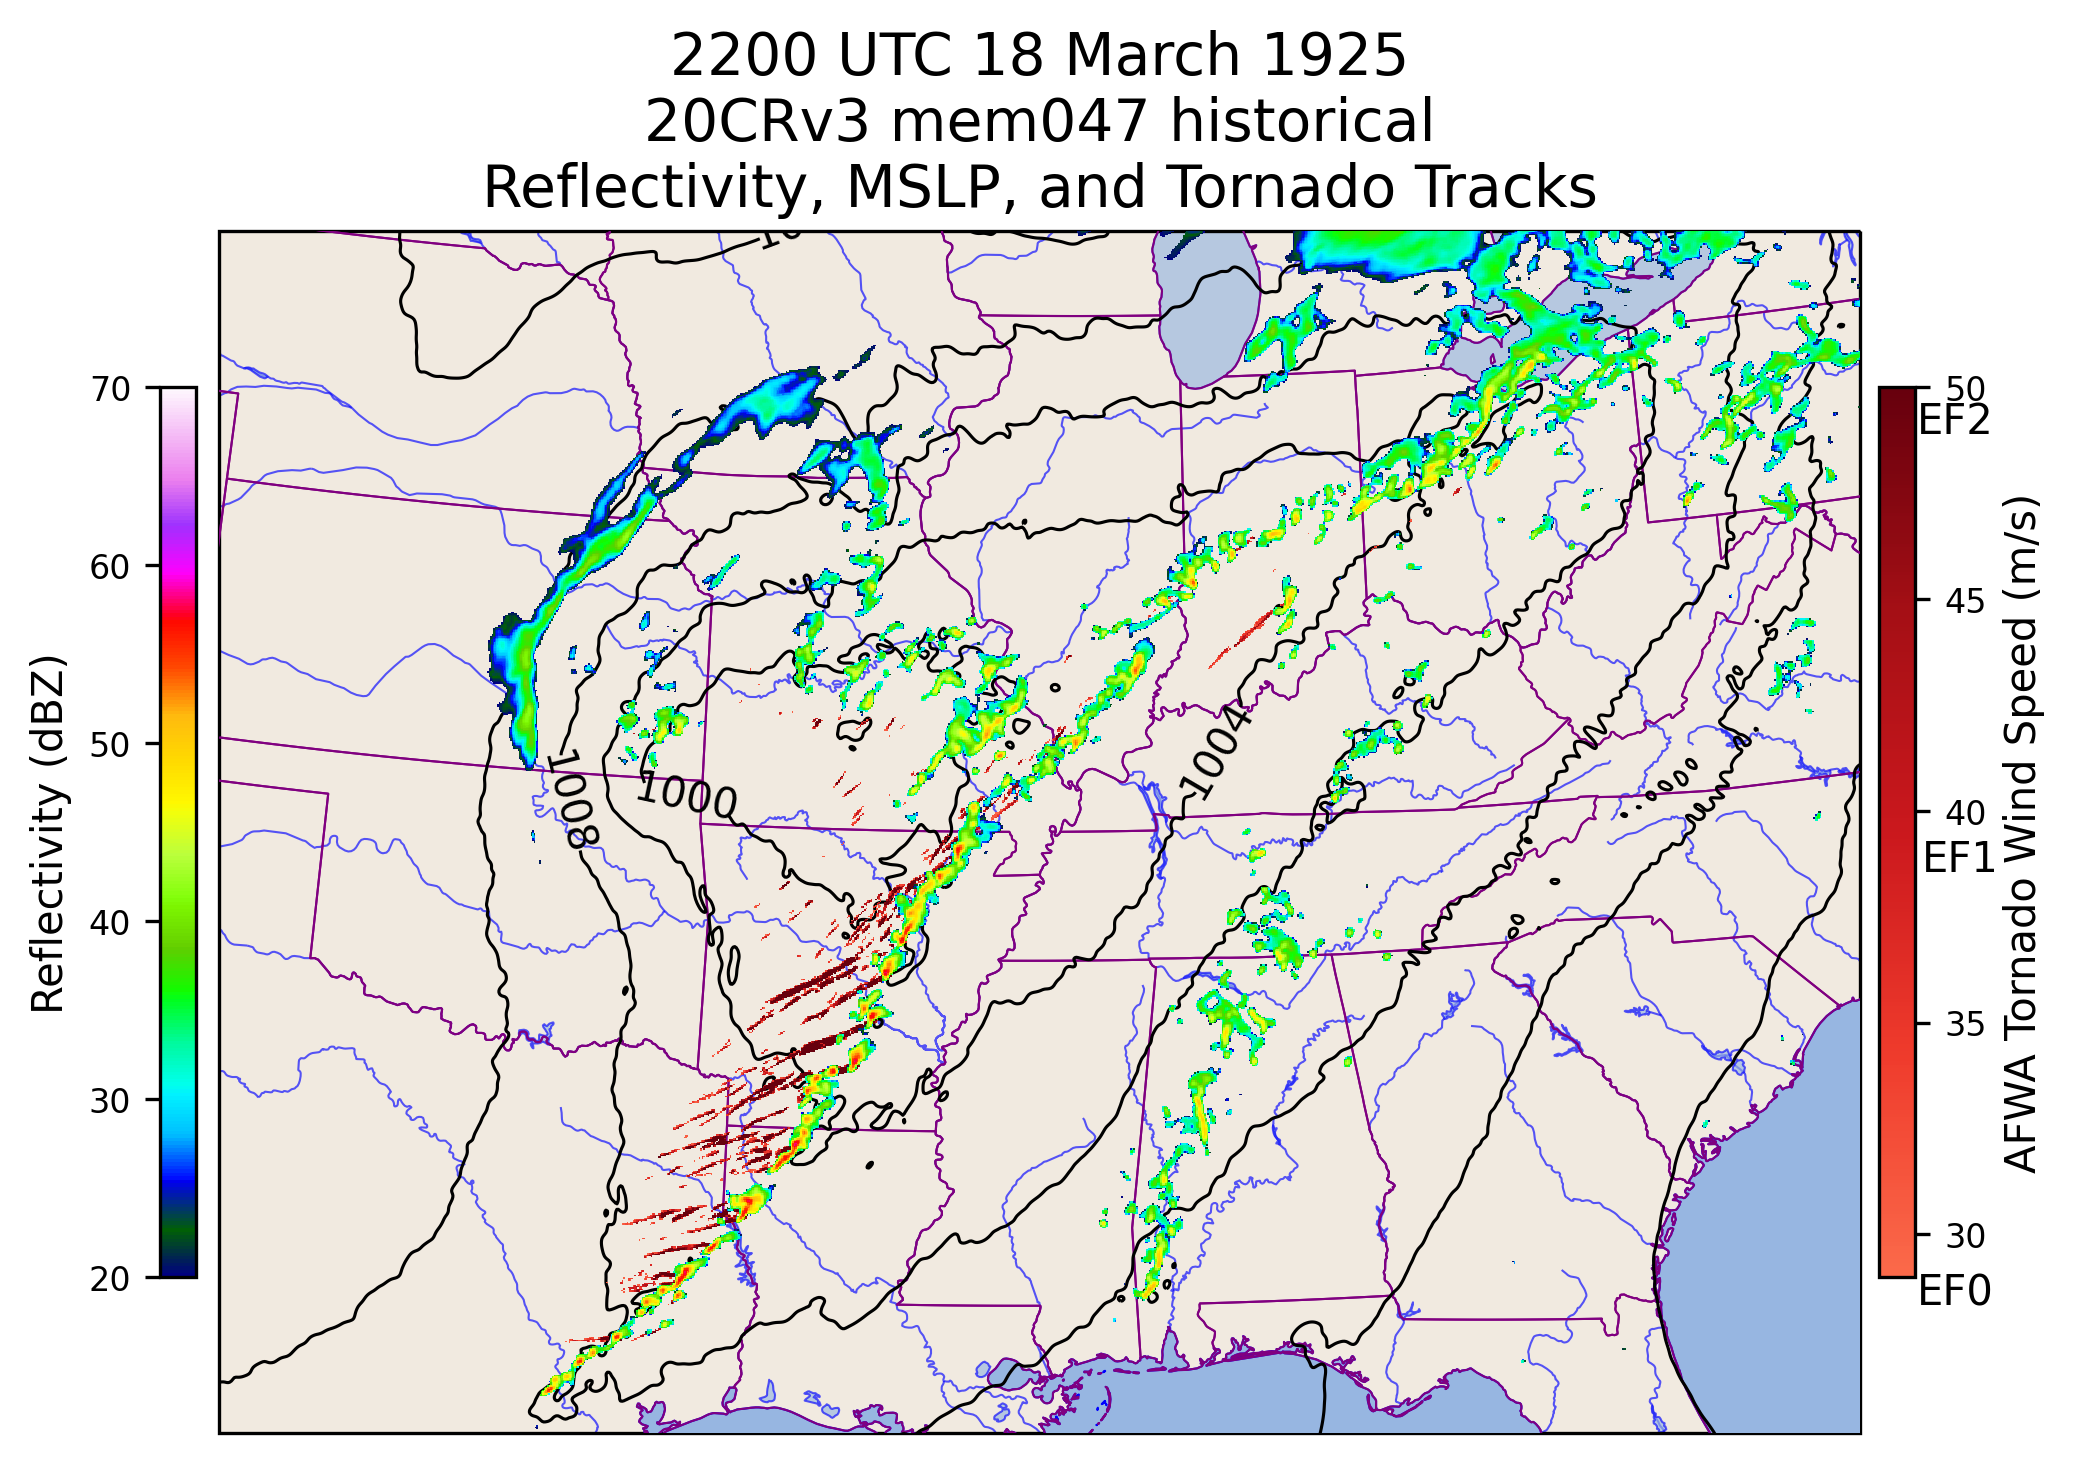 2200 UTC 18 March 1925
20CRv3 mem047 historical
Reflectivity, MSLP, and Tornado Tracks
Reflectivity (dBZ)
70
60
50
40
30
20
10
1008
1000
1004
50
EF2
45
40
EF1
35
30
EF0
AFWA Tornado Wind Speed (m/s)